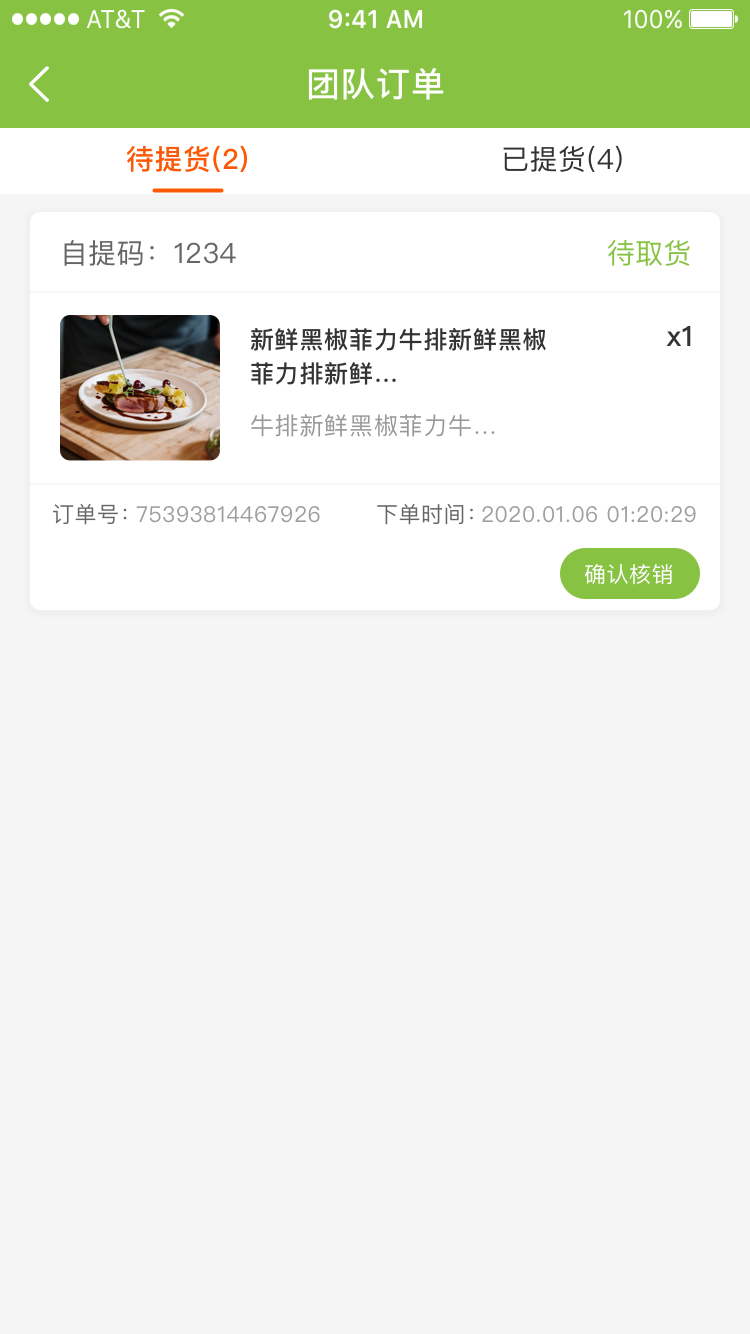 AT&T 9:41 AM 100%
团队订单
待提货(2) 已提货(4)
自提码：1234 待取货
新鲜黑椒菲力牛排新鲜黑椒 x1
菲力排新鲜...
牛排新鲜黑椒菲力牛...
订单号：75393814467926 下单时间：2020.01.06 01:20:29
确认核销